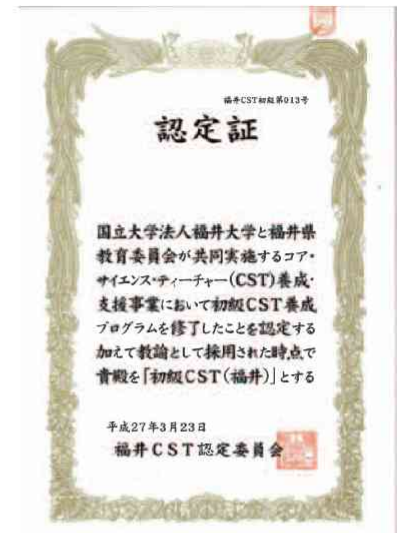 福井CST初級第013号
認定証
国立大学法人福井大学と福井県
教育委員会が共同実施するコア・
サイエンス・ティーチャー(CST)養成・
支援事業において初級CST養成
プログラムを修了したことを認定する
加えて教諭として採用された時点で
貴殿を「初級CST(福井)」とする
平成27年3月23日
福井CST認定委員会